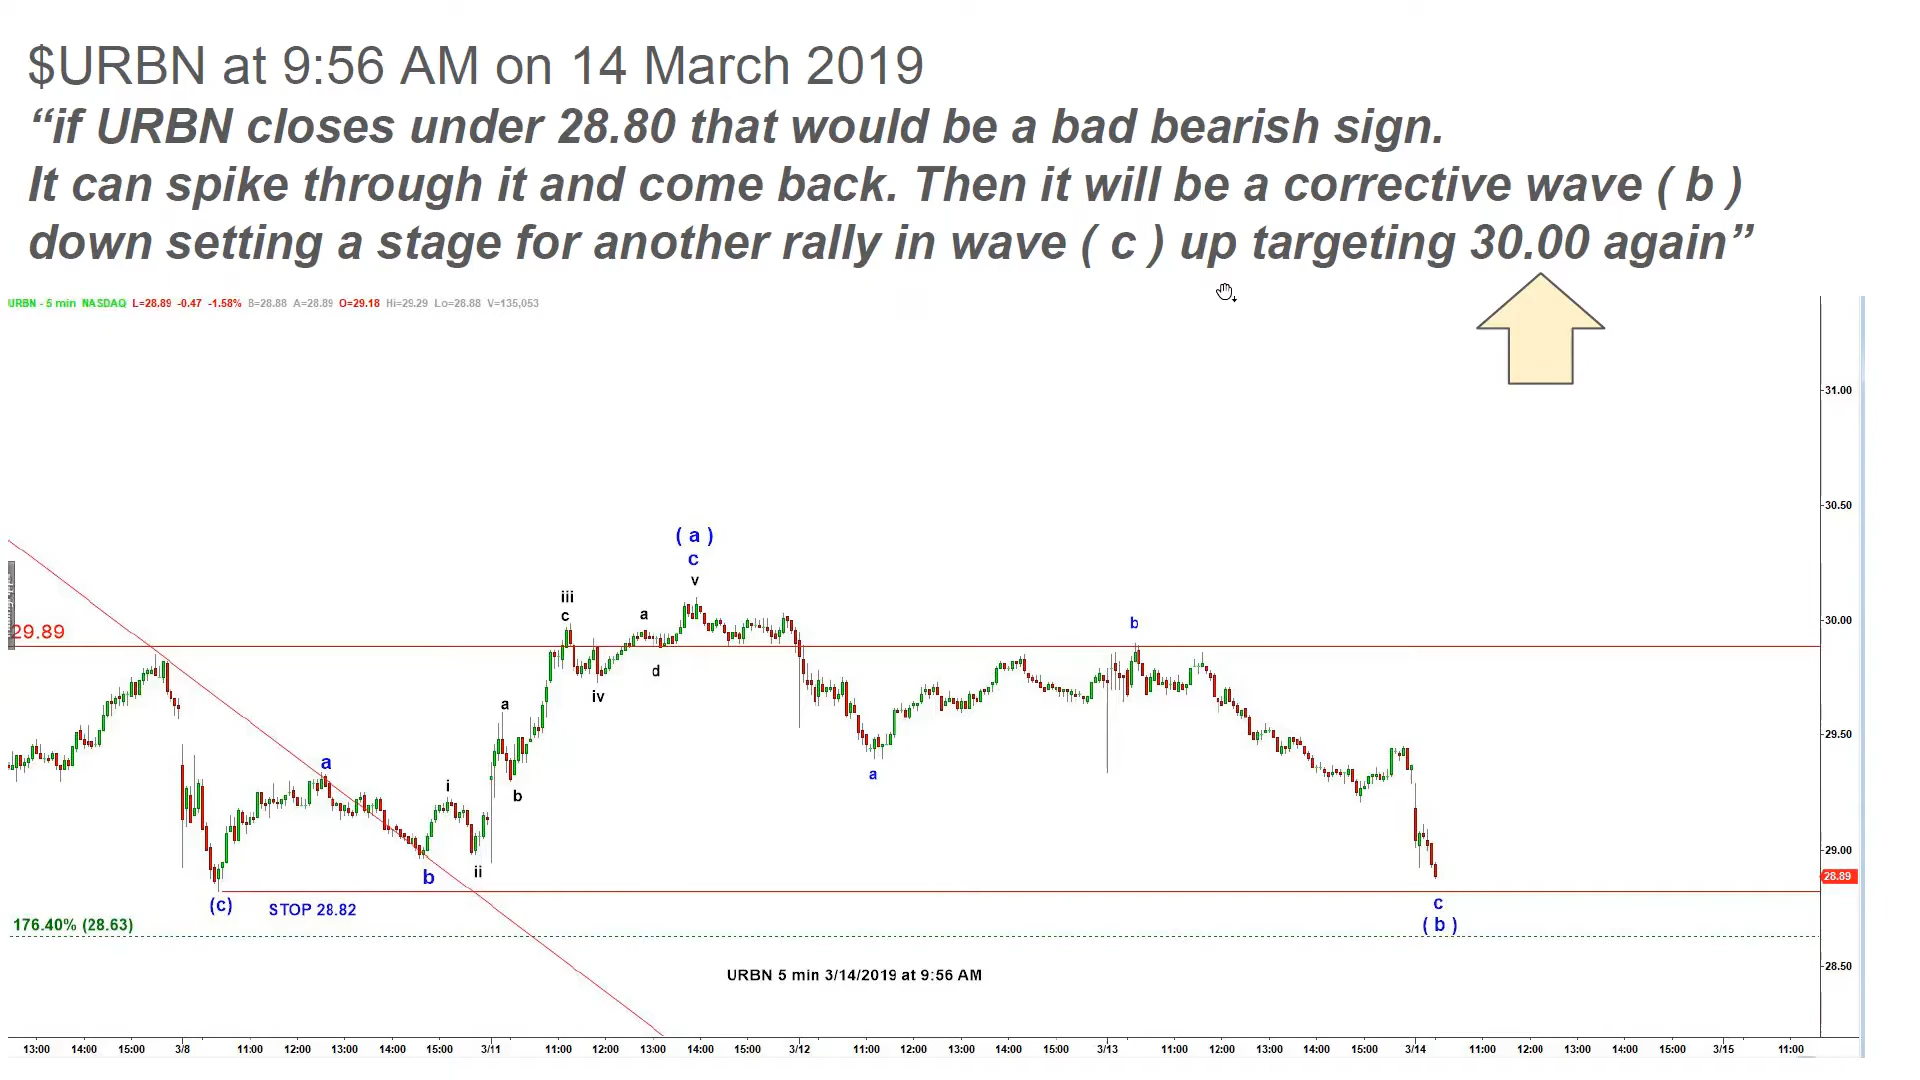 $URBN at 9:56 AM on 14 March 2019
“if URBN closes under 28.80 that would be a bad bearish sign.
It can spike through it and come back. Then it will be a corrective wave ( b )
down setting a stage for another rally in wave ( c ) up targeting 30.00 again”
URBN - 5 min NASDAQ L=28.89 -0.47 -1.58% B=28.88 A=28.89 O=29.18 Hi=29.29 Lo=28.88 V=135,053
31.00
30.50
( a )
c
v
iii
c
a
b
30.00
29.89
d
iv
a
29.50
a
a
i
b
29.00
b
ii
28.89
(c)
STOP 28.82
c
( b )
176.40% (28.63)
28.50
URBN 5 min 3/14/2019 at 9:56 AM
13:00 14:00 15:00 3/8 11:00 12:00 13:00 14:00 15:00 3/11 11:00 12:00 13:00 14:00 15:00 3/12 11:00 12:00 13:00 14:00 15:00 3/13 11:00 12:00 13:00 14:00 15:00 3/14 11:00 12:00 13:00 14:00 15:00 3/15 11:00